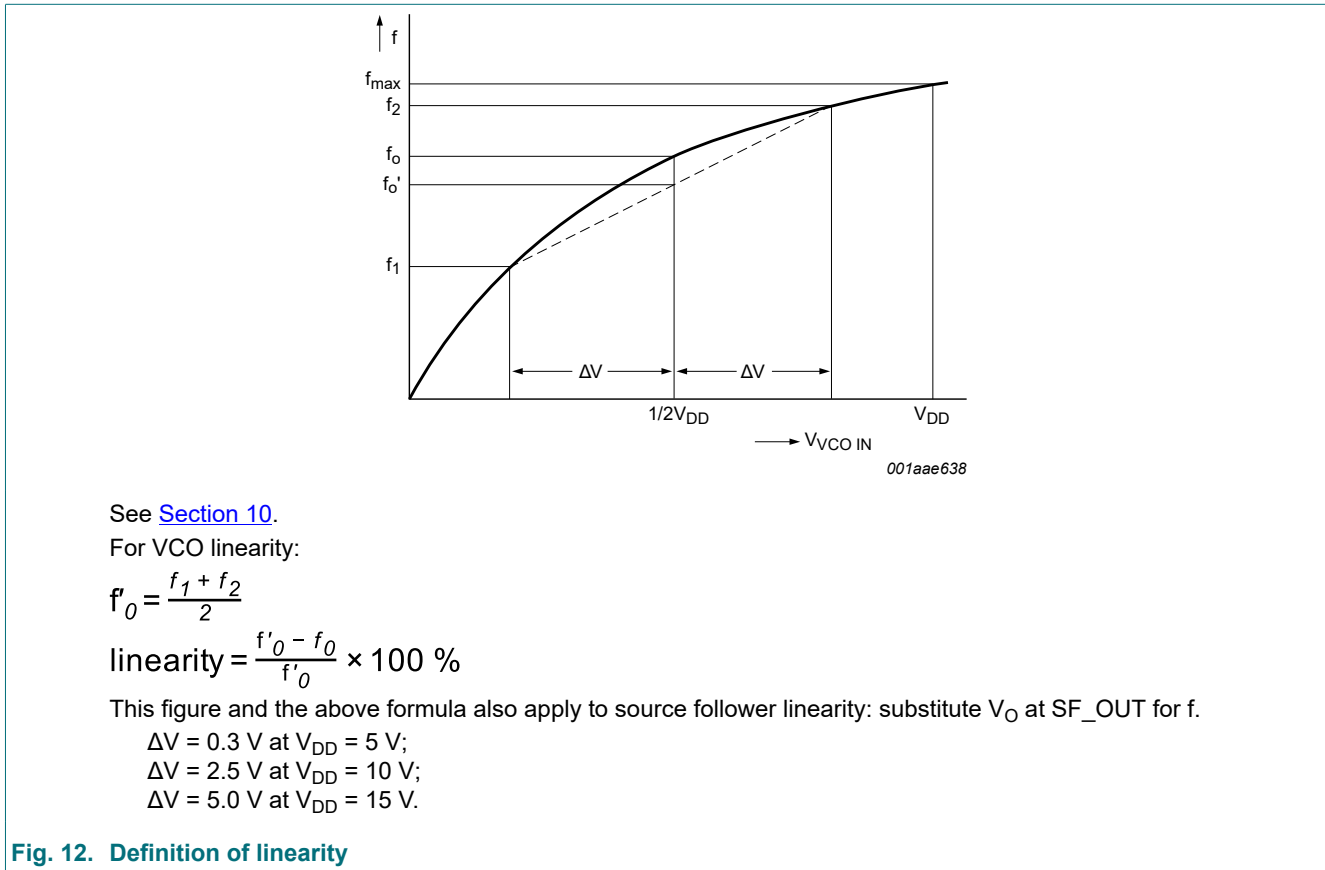 f
fmax
f2
fo
fo'
f1
ΔV ΔV
1/2VDD VDD
VVCO IN
001aae638
See Section 10.
For VCO linearity:
f'0 = f1 + f2 / 2
linearity = f'0 − f0 / f'0 × 100 %
This figure and the above formula also apply to source follower linearity: substitute VO at SF_OUT for f.
ΔV = 0.3 V at VDD = 5 V;
ΔV = 2.5 V at VDD = 10 V;
ΔV = 5.0 V at VDD = 15 V.
Fig. 12. Definition of linearity